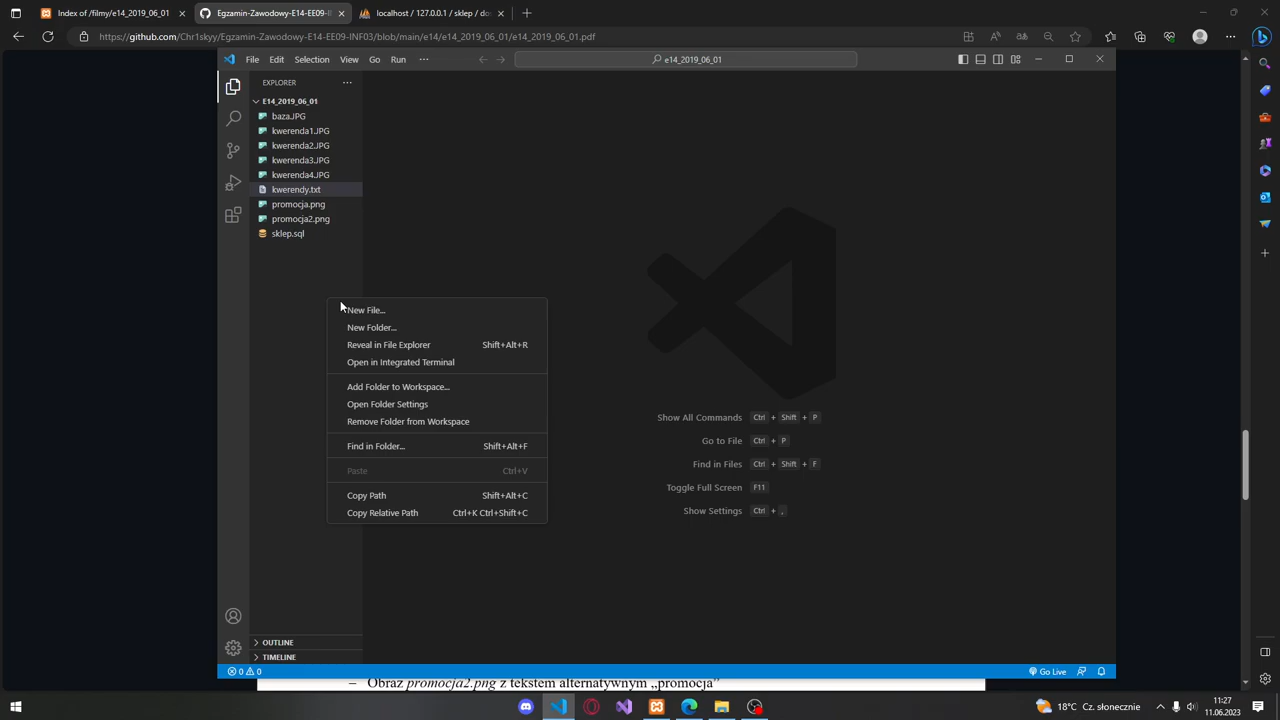 Index of /filmy/e14_2019_06_01
Egzamin-Zawodowy-E14-EE09-IN
localhost / 127.0.0.1 / sklep / do
https://github.com/Chr1skyy/Egzamin-Zawodowy-E14-EE09-INF03/blob/main/e14/e14_2019_06_01/e14_2019_06_01.pdf
File Edit Selection View Go Run ···
e14_2019_06_01
EXPLORER ···
E14_2019_06_01
baza.JPG
kwerenda1.JPG
kwerenda2.JPG
kwerenda3.JPG
kwerenda4.JPG
kwerendy.txt
promocja.png
promocja2.png
sklep.sql
New File...
New Folder...
Reveal in File Explorer Shift+Alt+R
Open in Integrated Terminal
Add Folder to Workspace...
Open Folder Settings
Remove Folder from Workspace
Find in Folder... Shift+Alt+F
Paste Ctrl+V
Copy Path Shift+Alt+C
Copy Relative Path Ctrl+K Ctrl+Shift+C
Show All Commands Ctrl + Shift + P
Go to File Ctrl + P
Find in Files Ctrl + Shift + F
Toggle Full Screen F11
Show Settings Ctrl + ,
OUTLINE
TIMELINE
0 0 Go Live
– Obraz promocja2.png z tekstem alternatywnym „promocja”
18°C Cz. słonecznie
11:27
11.06.2023